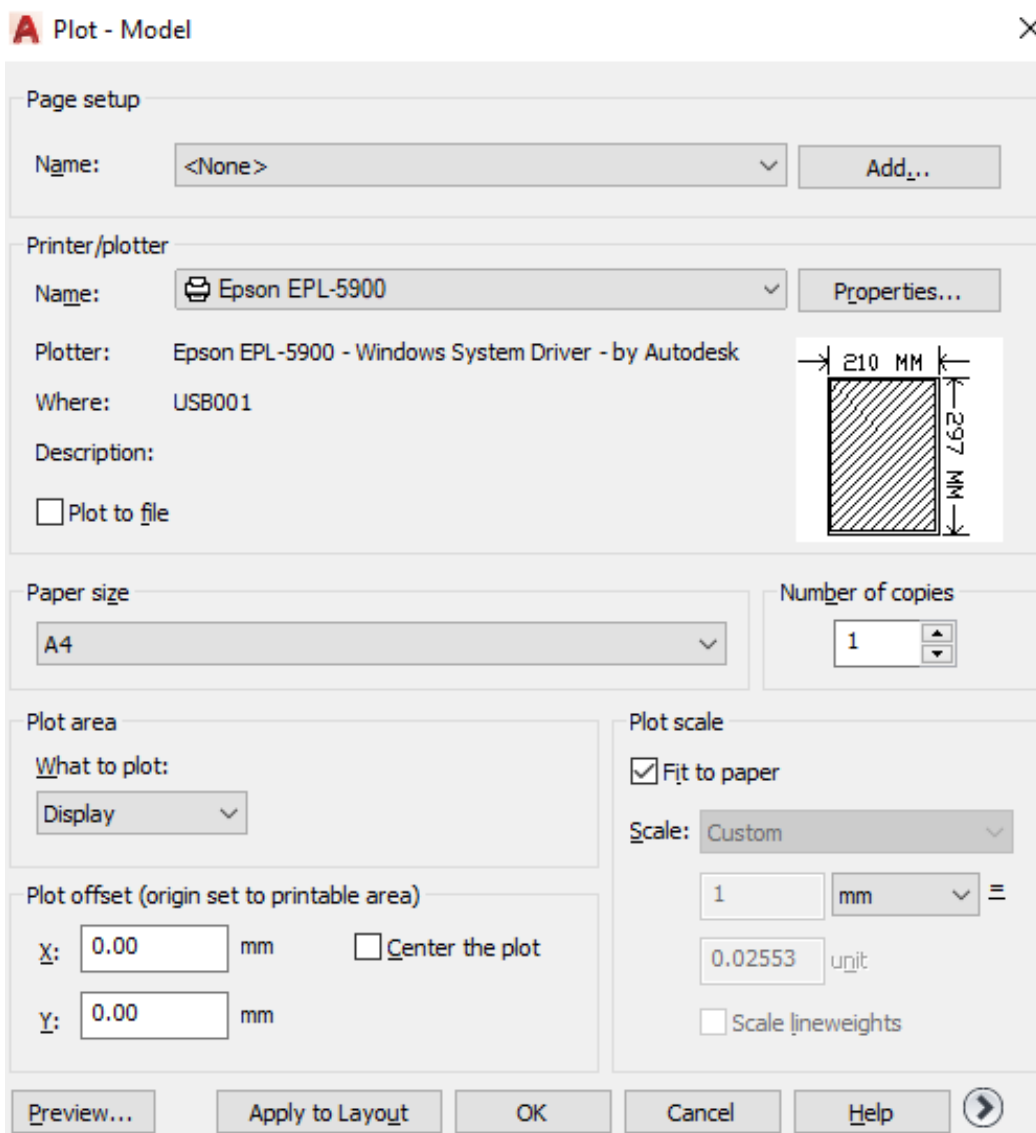 Plot - Model
Page setup
Name: <None> Add...
Printer/plotter
Name: Epson EPL-5900 Properties...
Plotter: Epson EPL-5900 - Windows System Driver - by Autodesk
210 MM
297 MM
Where: USB001
Description:
Plot to file
Paper size
A4
Number of copies
1
Plot area
What to plot:
Display
Plot scale
Fit to paper
Scale: Custom
1 mm =
0.02553 unit
Scale lineweights
Plot offset (origin set to printable area)
X: 0.00 mm Center the plot
Y: 0.00 mm
Preview... Apply to Layout OK Cancel Help